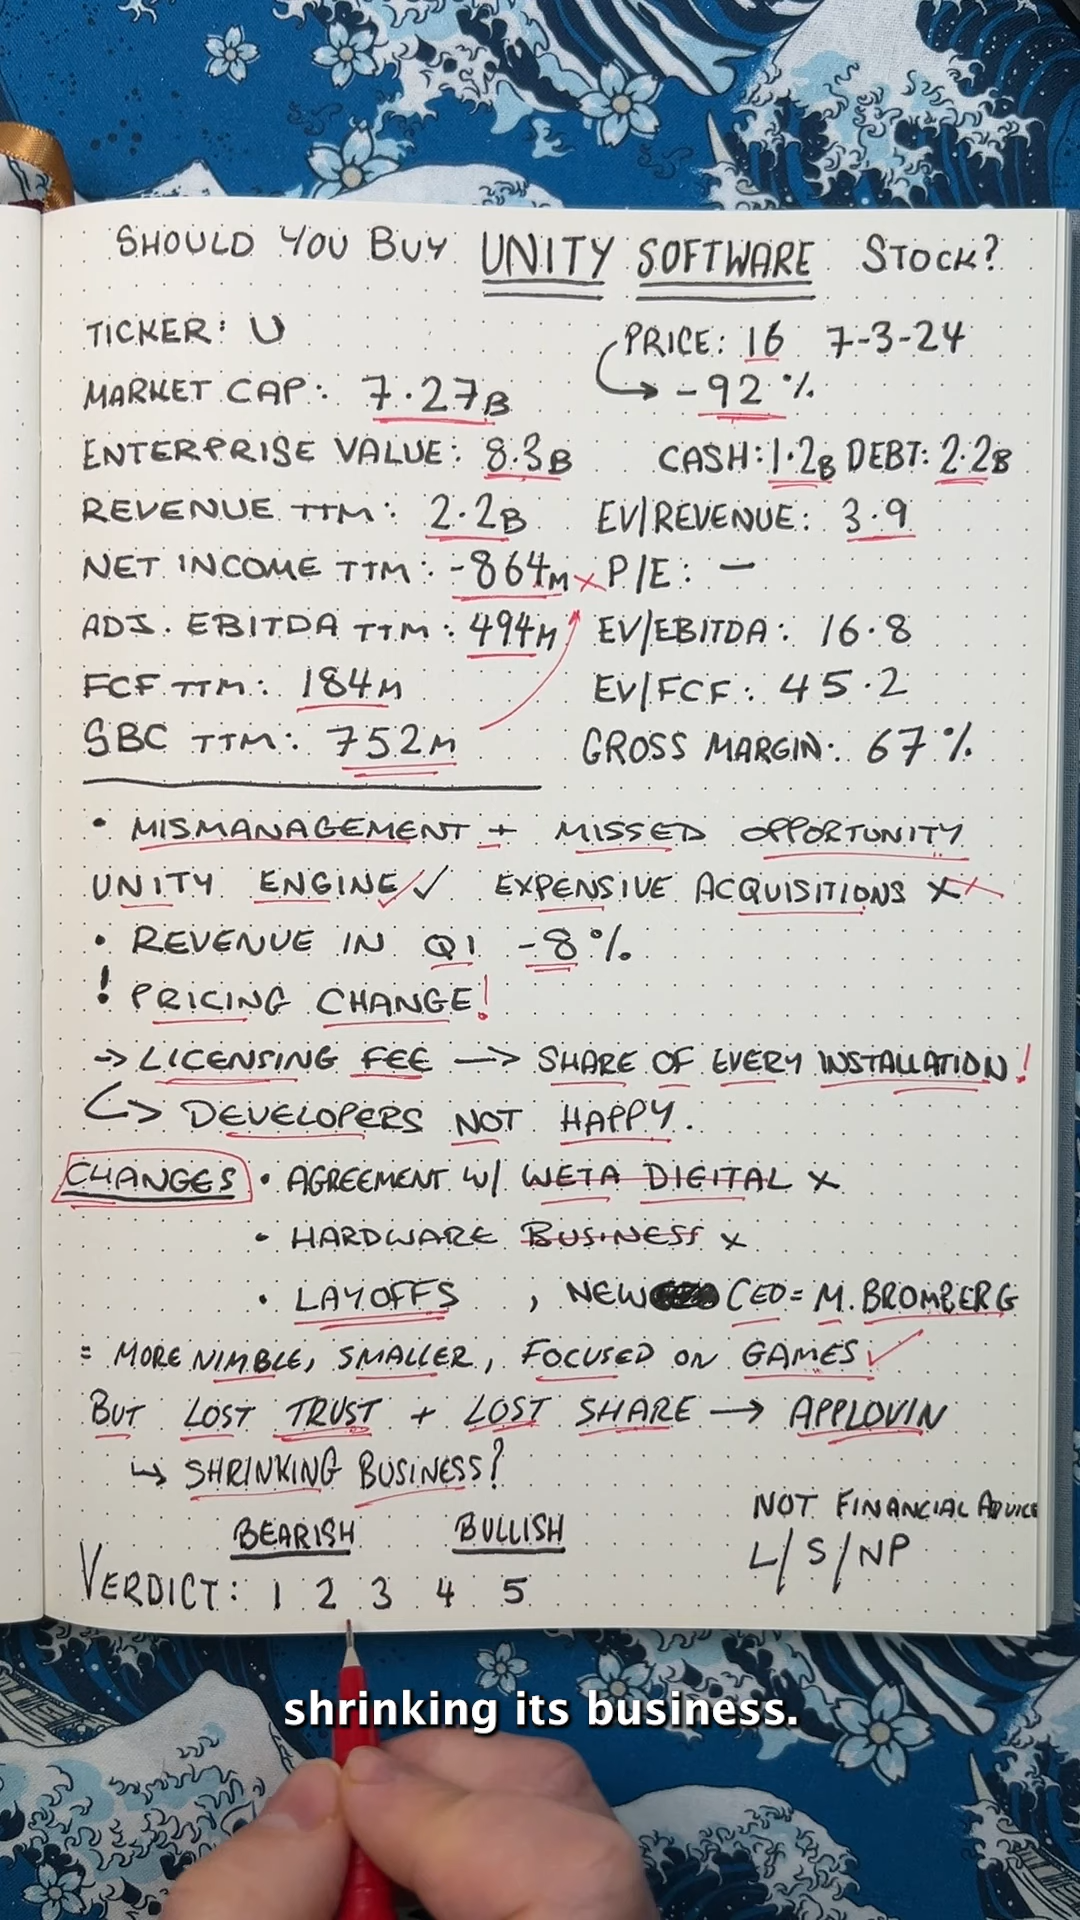 SHOULD YOU BUY UNITY SOFTWARE STOCK?
TICKER: U
PRICE: 16 7-3-24
MARKET CAP: 7.27B
-92%
ENTERPRISE VALUE: 8.3B CASH: 1.2B DEBT: 2.2B
REVENUE TTM: 2.2B EV/REVENUE: 3.9
NET INCOME TTM: -864M x P/E: —
ADJ. EBITDA TTM: 494M EV/EBITDA: 16.8
FCF TTM: 184M EV/FCF: 45.2
SBC TTM: 752M GROSS MARGIN: 67%
• MISMANAGEMENT + MISSED OPPORTUNITY
UNITY ENGINE ✓✓ EXPENSIVE ACQUISITIONS xx
• REVENUE IN Q1 -8%
! PRICING CHANGE!
→ LICENSING FEE → SHARE OF EVERY INSTALLATION!
↳ DEVELOPERS NOT HAPPY.
CHANGES • AGREEMENT W/ WETA DIGITAL x
• HARDWARE BUSINESS x
• LAYOFFS , NEW CEO = M. BROMBERG
= MORE NIMBLE, SMALLER, FOCUSED ON GAMES ✓
BUT LOST TRUST + LOST SHARE → APPLOVIN
↳ SHRINKING BUSINESS?
NOT FINANCIAL ADVICE
BEARISH BULLISH
L/S/NP
VERDICT: 1 2 3 4 5
shrinking its business.